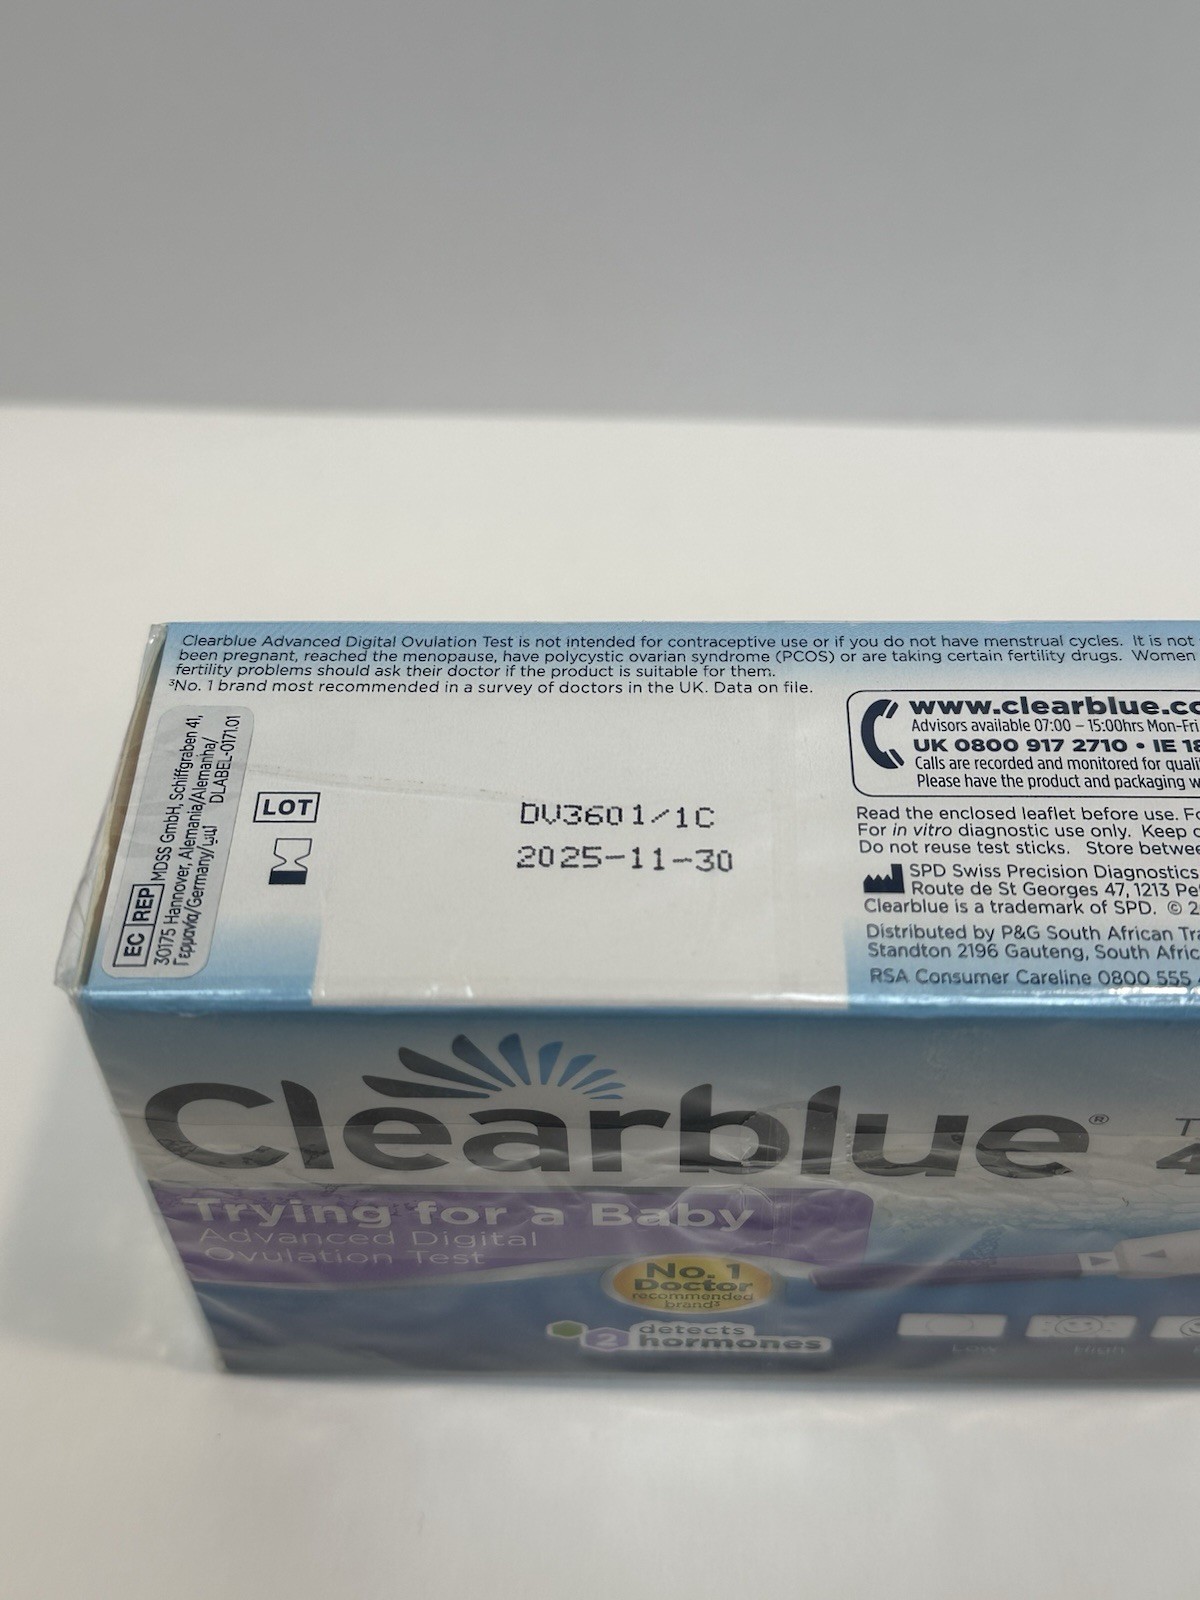 Clearblue Advanced Digital Ovulation Test is not intended for contraceptive use or if you do not have menstrual cycles. It is not
been pregnant, reached the menopause, have polycystic ovarian syndrome (PCOS) or are taking certain fertility drugs. Women
fertility problems should ask their doctor if the product is suitable for them.
³No. 1 brand most recommended in a survey of doctors in the UK. Data on file.
EC REP
MDSS GmbH, Schiffgraben 41,
30175 Hannover, Alemania/Alemanha/
Γερμανία/Germany/ألمانيا
DLABEL-0171.01
LOT
DV3601/1C
2025-11-30
www.clearblue.co
Advisors available 07:00 – 15:00hrs Mon-Fri
UK 0800 917 2710 • IE 18
Calls are recorded and monitored for quali
Please have the product and packaging w
Read the enclosed leaflet before use. Fo
For in vitro diagnostic use only. Keep o
Do not reuse test sticks. Store betwee
SPD Swiss Precision Diagnostics
Route de St Georges 47, 1213 Pe
Clearblue is a trademark of SPD. © 2
Distributed by P&G South African Tra
Standton 2196 Gauteng, South Afric
RSA Consumer Careline 0800 555
Clearblue®
Trying for a Baby
Advanced Digital
Ovulation Test
No. 1
Doctor
recommended
brand³
2 detects
hormones
Low High